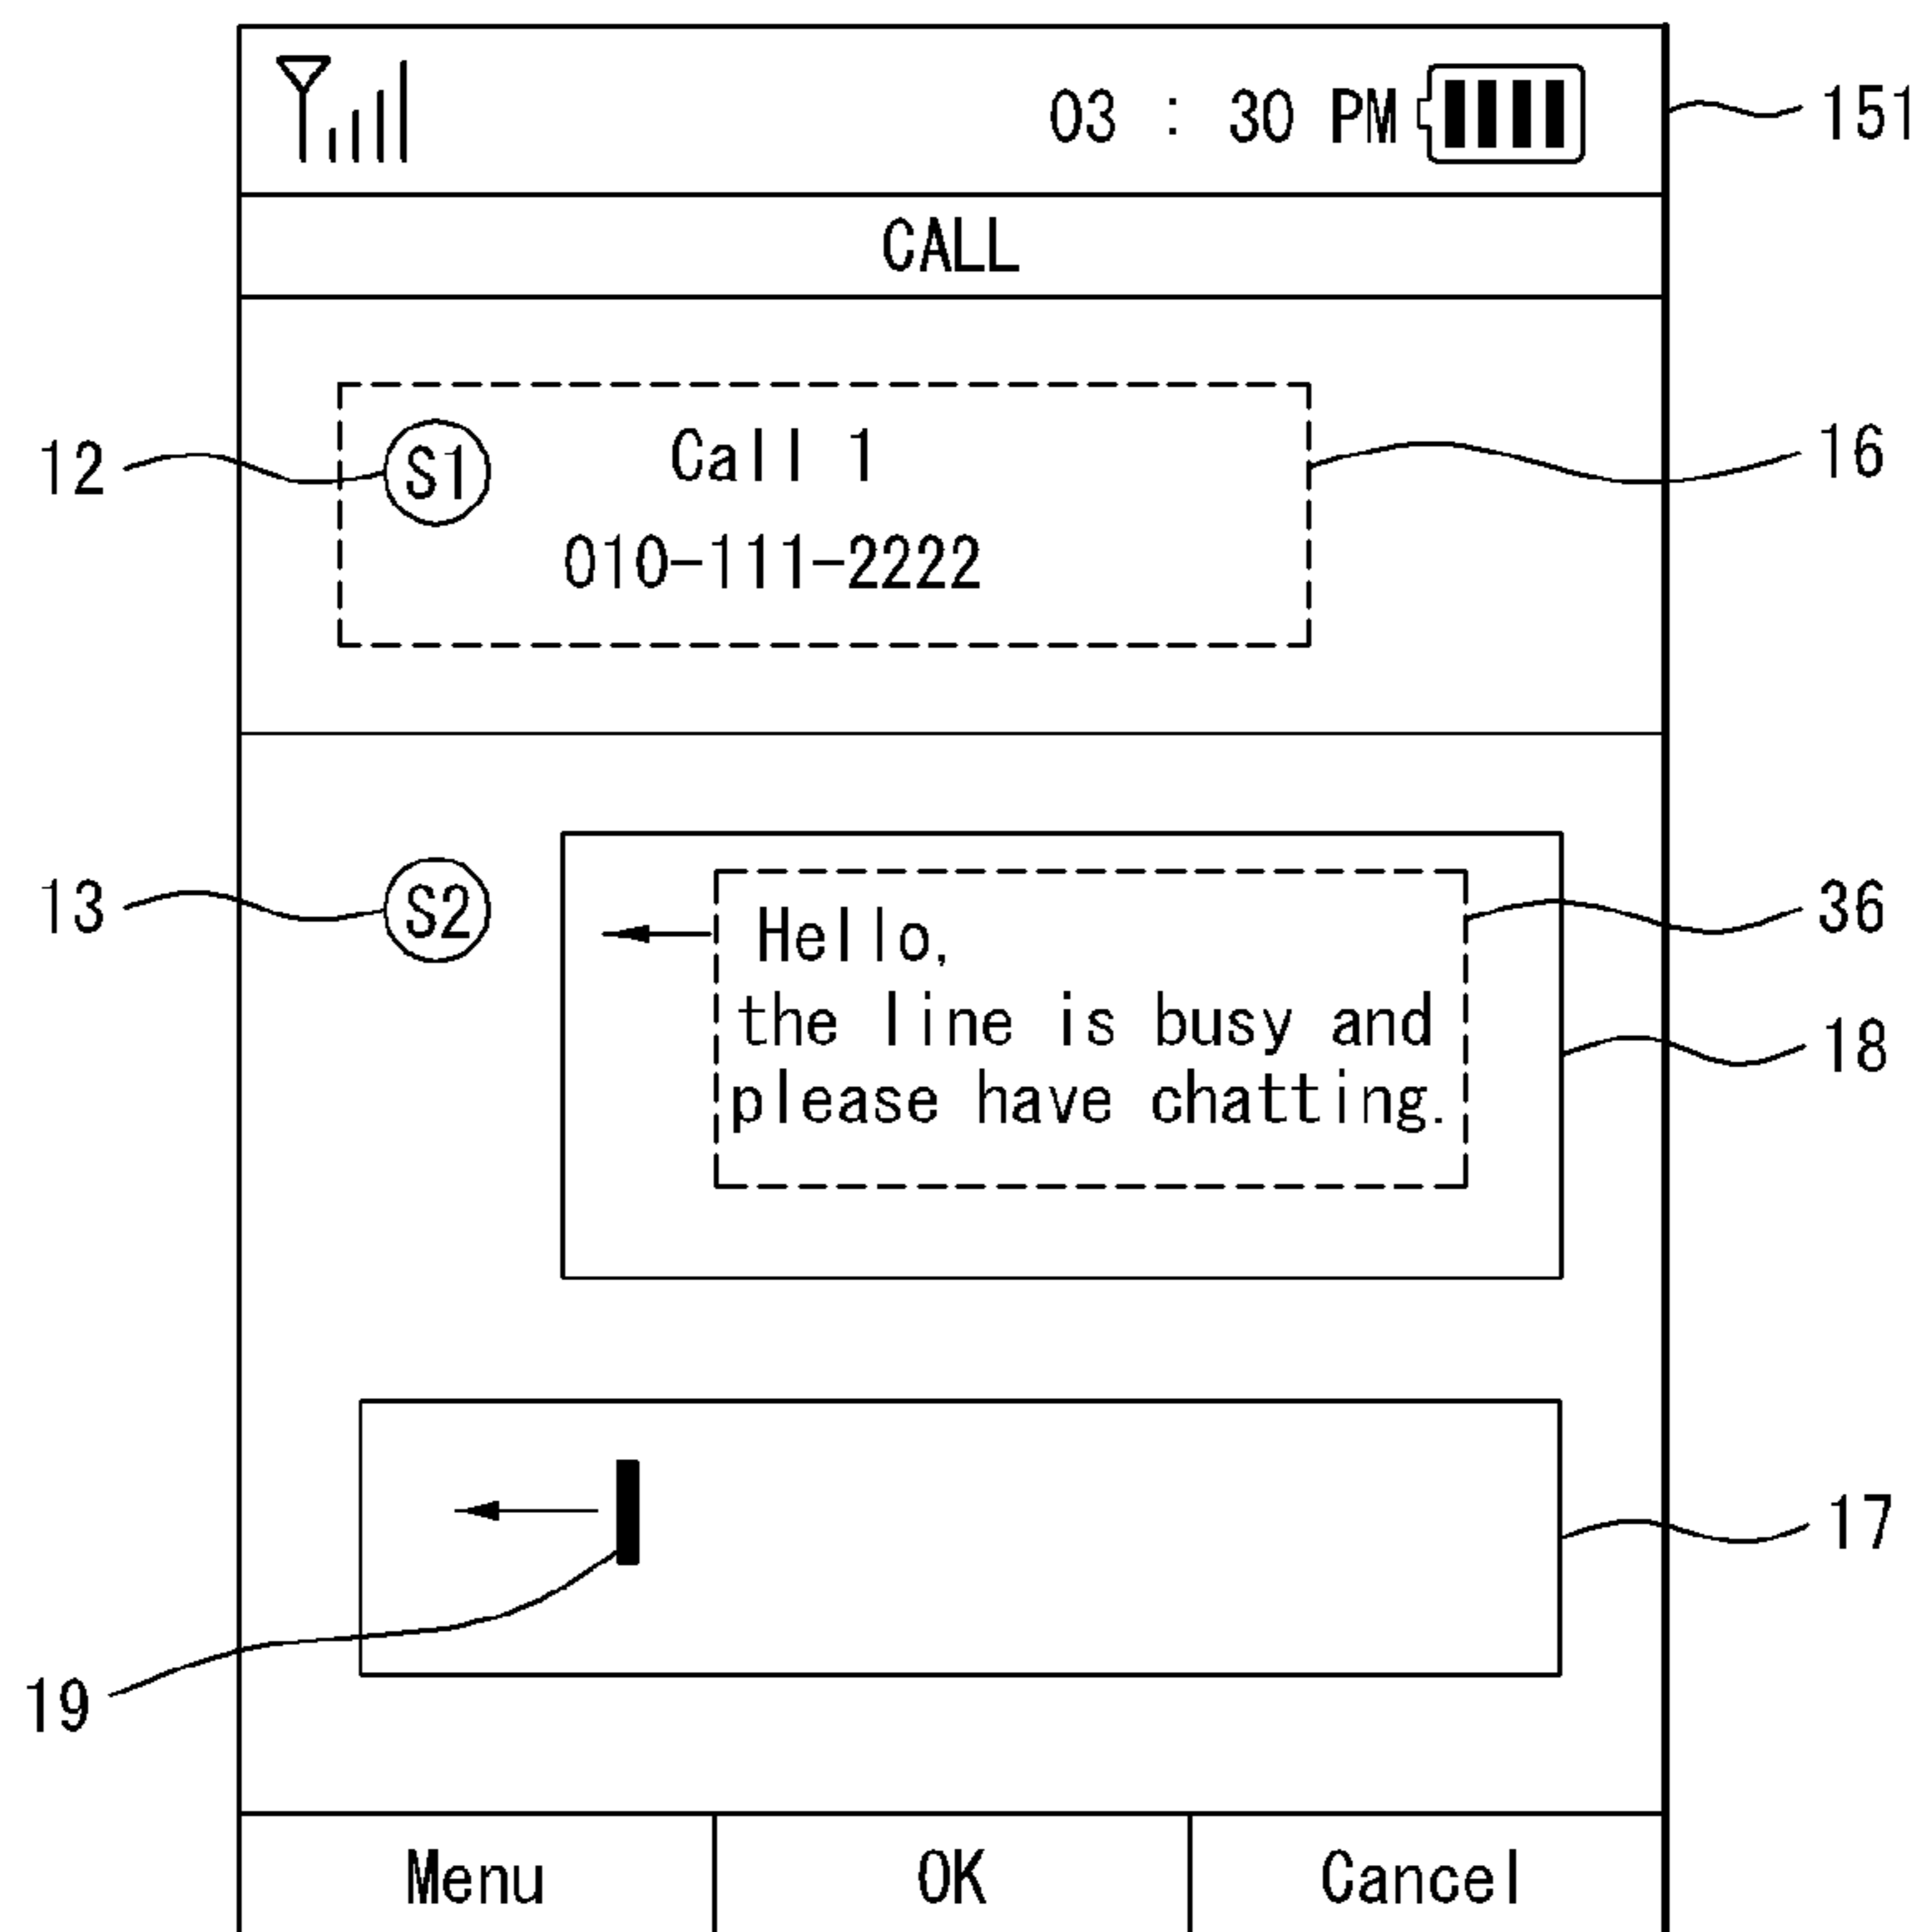 03 : 30 PM
151
CALL
12
S1
Call 1
16
010-111-2222
13
S2
Hello,
36
the line is busy and
18
please have chatting.
17
19
Menu
OK
Cancel